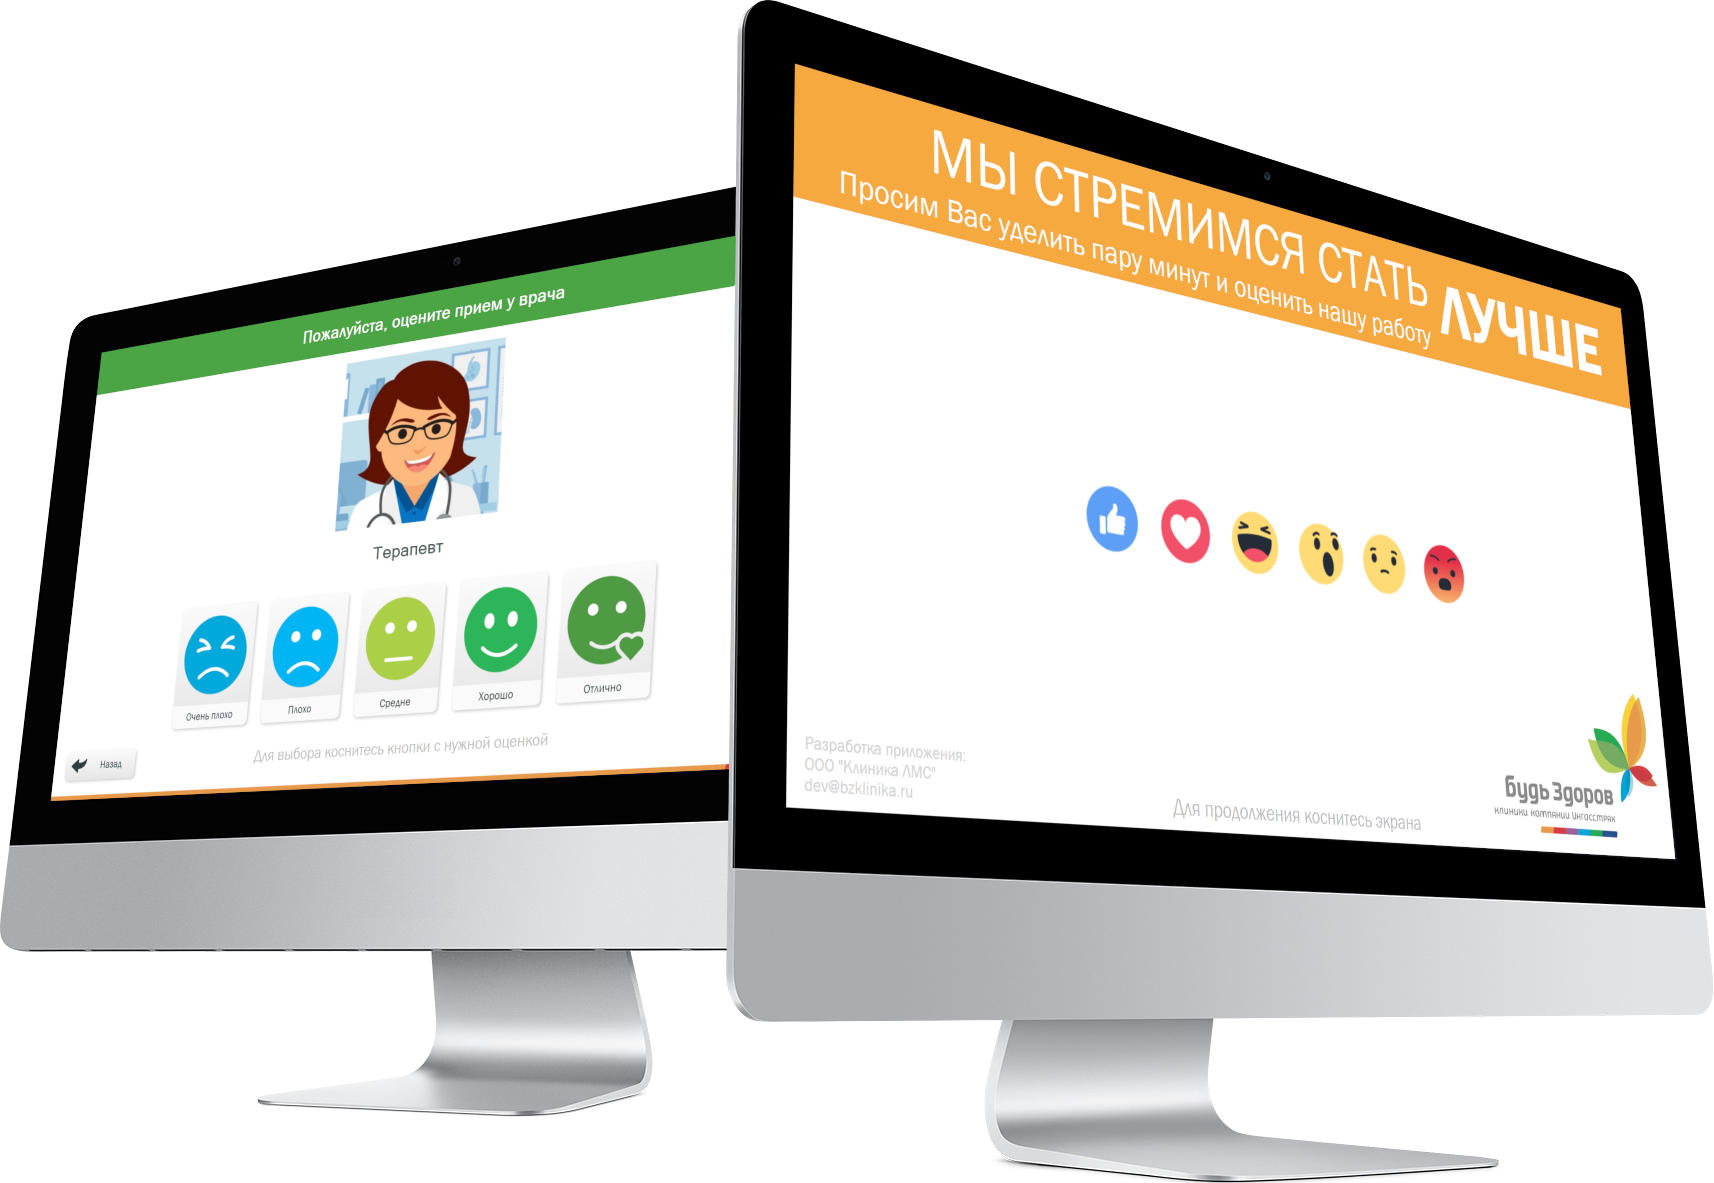 Пожалуйста, оцените прием у врача
Терапевт
Очень плохо
Плохо
Средне
Хорошо
Отлично
Для выбора коснитесь кнопки с нужной оценкой
Назад
МЫ СТРЕМИМСЯ СТАТЬ ЛУЧШЕ
Просим Вас уделить пару минут и оценить нашу работу
Разработка приложения:
ООО "Клиника ЛМС"
dev@bzklinika.ru
Для продолжения коснитесь экрана
будь Здоров
клиники компании Ингосстрах